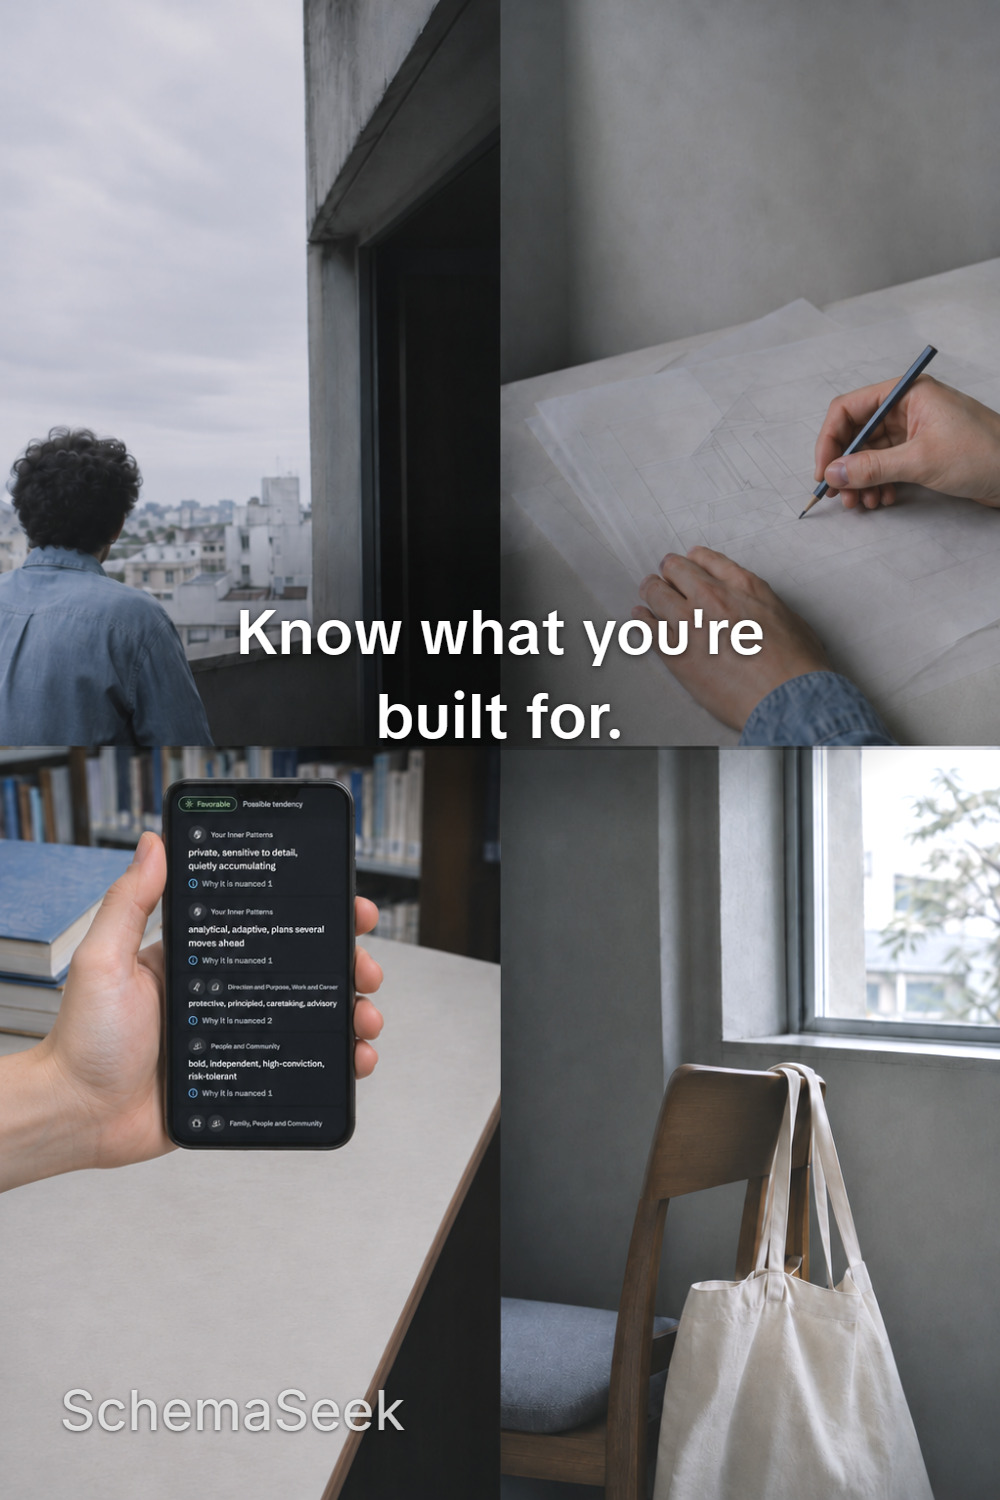 Know what you're
built for.
Favorable Possible tendency
Your Inner Patterns
private, sensitive to detail,
quietly accumulating
Why it is nuanced 1
Your Inner Patterns
analytical, adaptive, plans several
moves ahead
Why it is nuanced 1
Direction and Purpose, Work and Career
protective, principled, caretaking, advisory
Why it is nuanced 2
People and Community
bold, independent, high-conviction,
risk-tolerant
Why it is nuanced 1
Family, People and Community
SchemaSeek